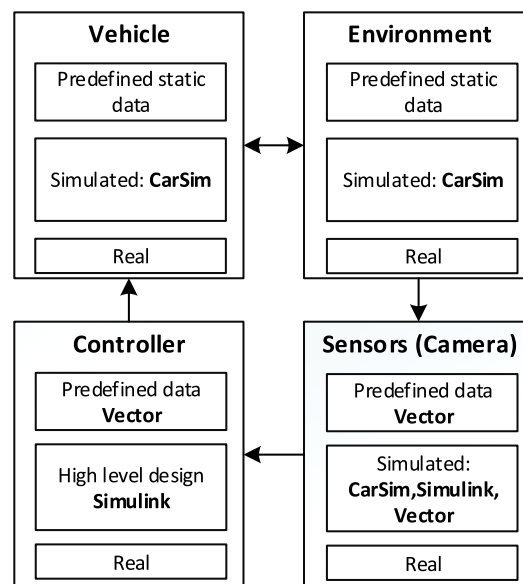 Vehicle
Predefined static
data
Simulated: CarSim
Real
Environment
Predefined static
data
Simulated: CarSim
Real
Controller
Predefined data
Vector
High level design
Simulink
Real
Sensors (Camera)
Predefined data
Vector
Simulated:
CarSim,Simulink,
Vector
Real